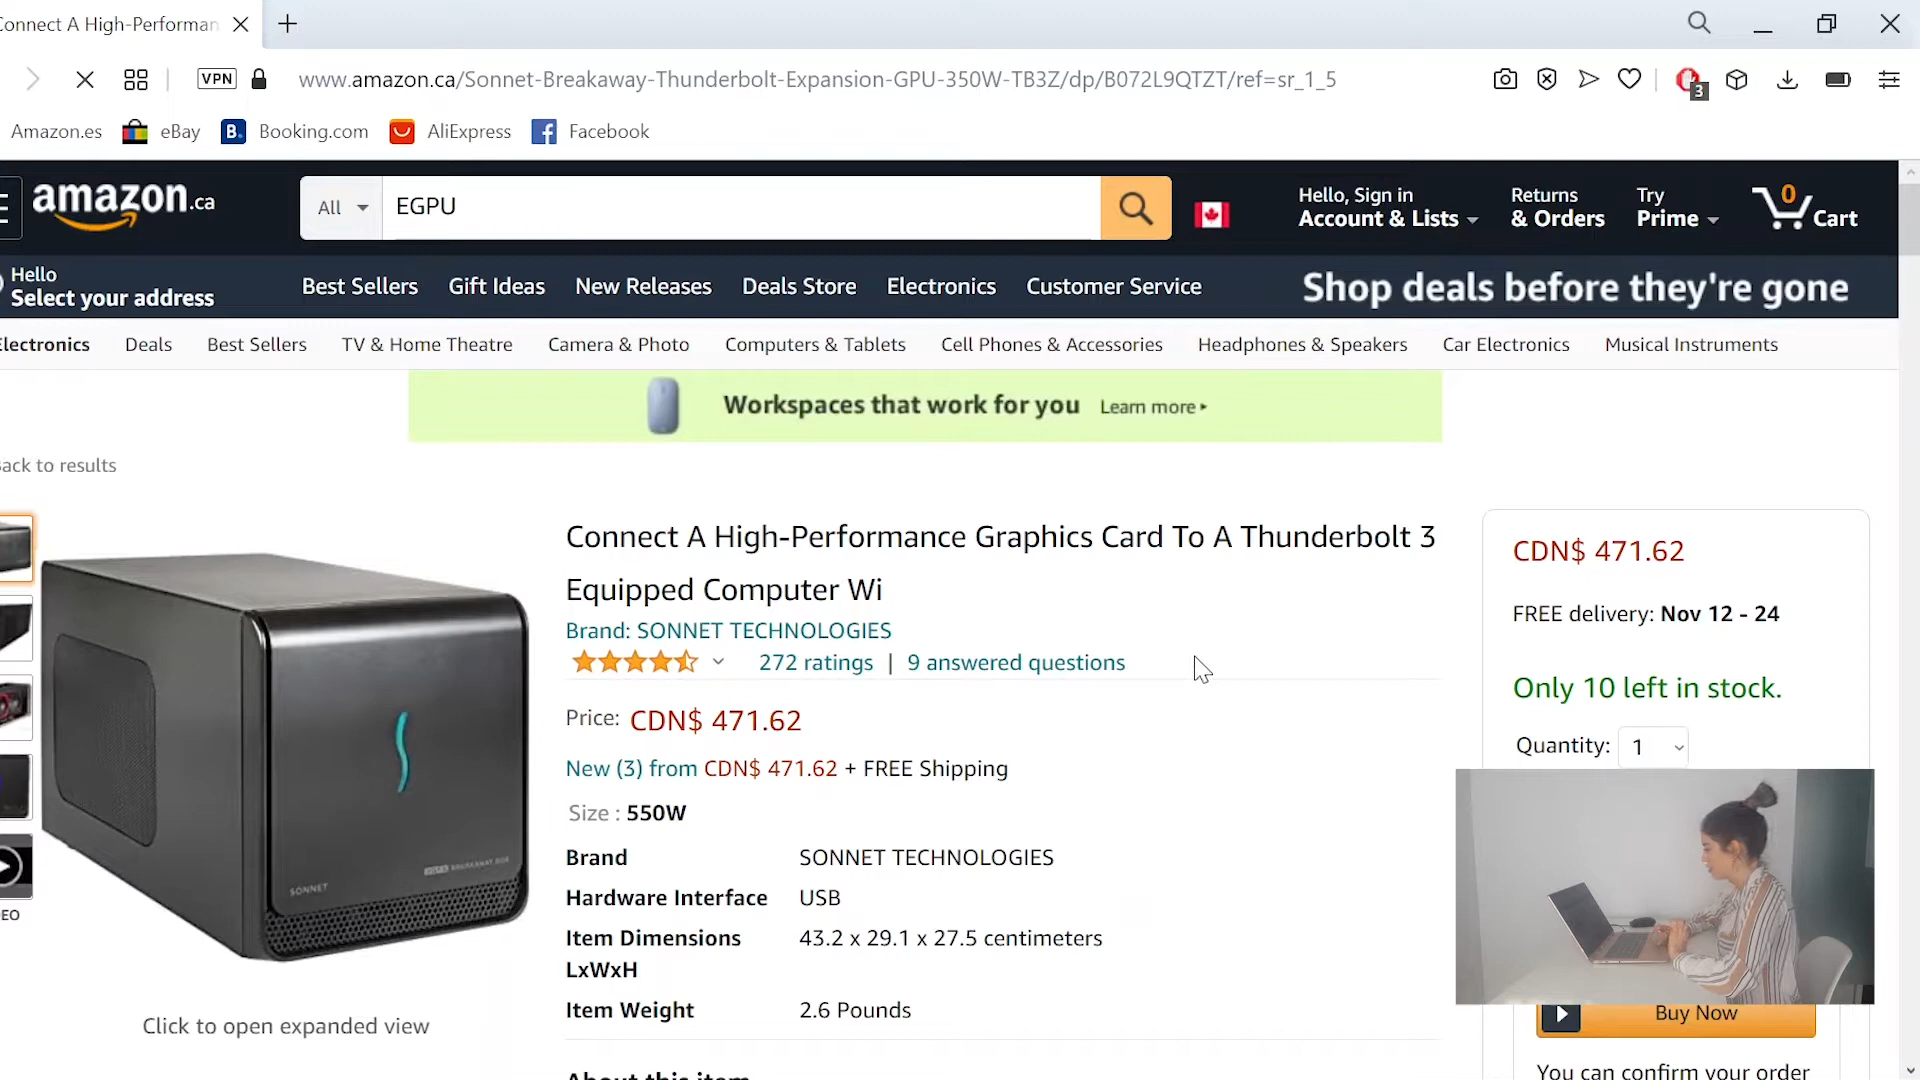 Connect A High-Performan
VPN
www.amazon.ca/Sonnet-Breakaway-Thunderbolt-Expansion-GPU-350W-TB3Z/dp/B072L9QTZT/ref=sr_1_5
3
Amazon.es
eBay
B.
Booking.com
AliExpress
Facebook
amazon.ca
All
EGPU
Hello, Sign in
Account & Lists
Returns
& Orders
Try
Prime
0
Cart
Hello
Select your address
Best Sellers
Gift Ideas
New Releases
Deals Store
Electronics
Customer Service
Shop deals before they're gone
Electronics
Deals
Best Sellers
TV & Home Theatre
Camera & Photo
Computers & Tablets
Cell Phones & Accessories
Headphones & Speakers
Car Electronics
Musical Instruments
Workspaces that work for you Learn more
Back to results
Connect A High-Performance Graphics Card To A Thunderbolt 3
Equipped Computer Wi
Brand: SONNET TECHNOLOGIES
272 ratings | 9 answered questions
Price: CDN$ 471.62
New (3) from CDN$ 471.62 + FREE Shipping
Size : 550W
Brand SONNET TECHNOLOGIES
Hardware Interface USB
Item Dimensions 43.2 x 29.1 x 27.5 centimeters
LxWxH
Item Weight 2.6 Pounds
About this item
SONNET
BREAKAWAY BOX
EO
Click to open expanded view
CDN$ 471.62
FREE delivery: Nov 12 - 24
Only 10 left in stock.
Quantity: 1
Buy Now
You can confirm your order